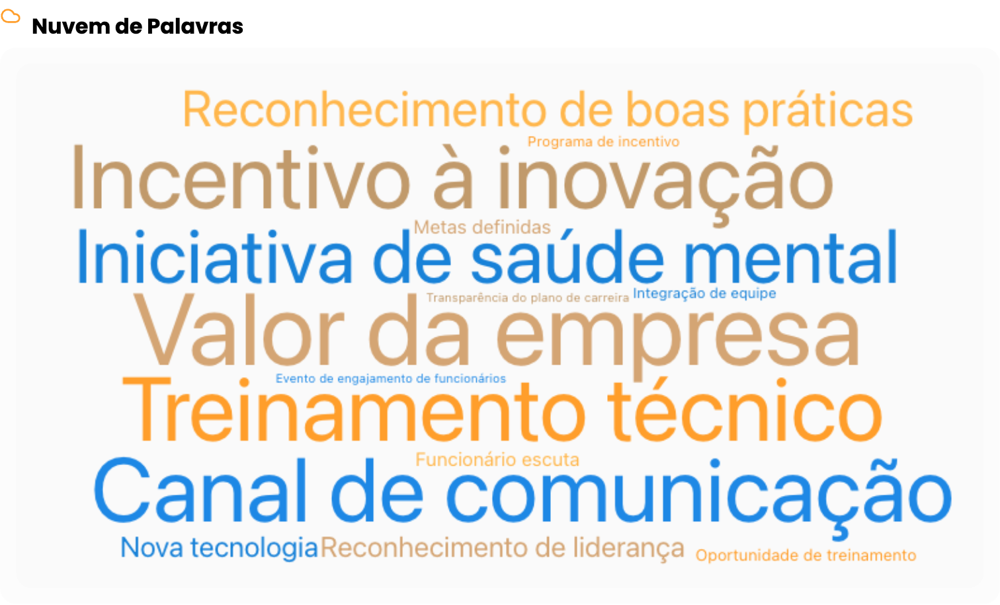 Nuvem de Palavras
Reconhecimento de boas práticas
Programa de incentivo
Incentivo à inovação
Metas definidas
Iniciativa de saúde mental
Transparência do plano de carreira
Integração de equipe
Valor da empresa
Evento de engajamento de funcionários
Treinamento técnico
Funcionário escuta
Canal de comunicação
Nova tecnologia
Reconhecimento de liderança
Oportunidade de treinamento